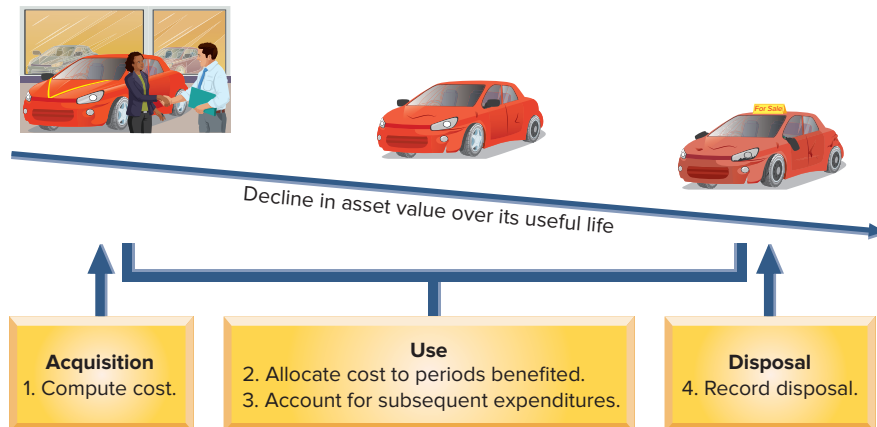 For Sale
Decline in asset value over its useful life
Acquisition
1. Compute cost.
Use
2. Allocate cost to periods benefited.
3. Account for subsequent expenditures.
Disposal
4. Record disposal.